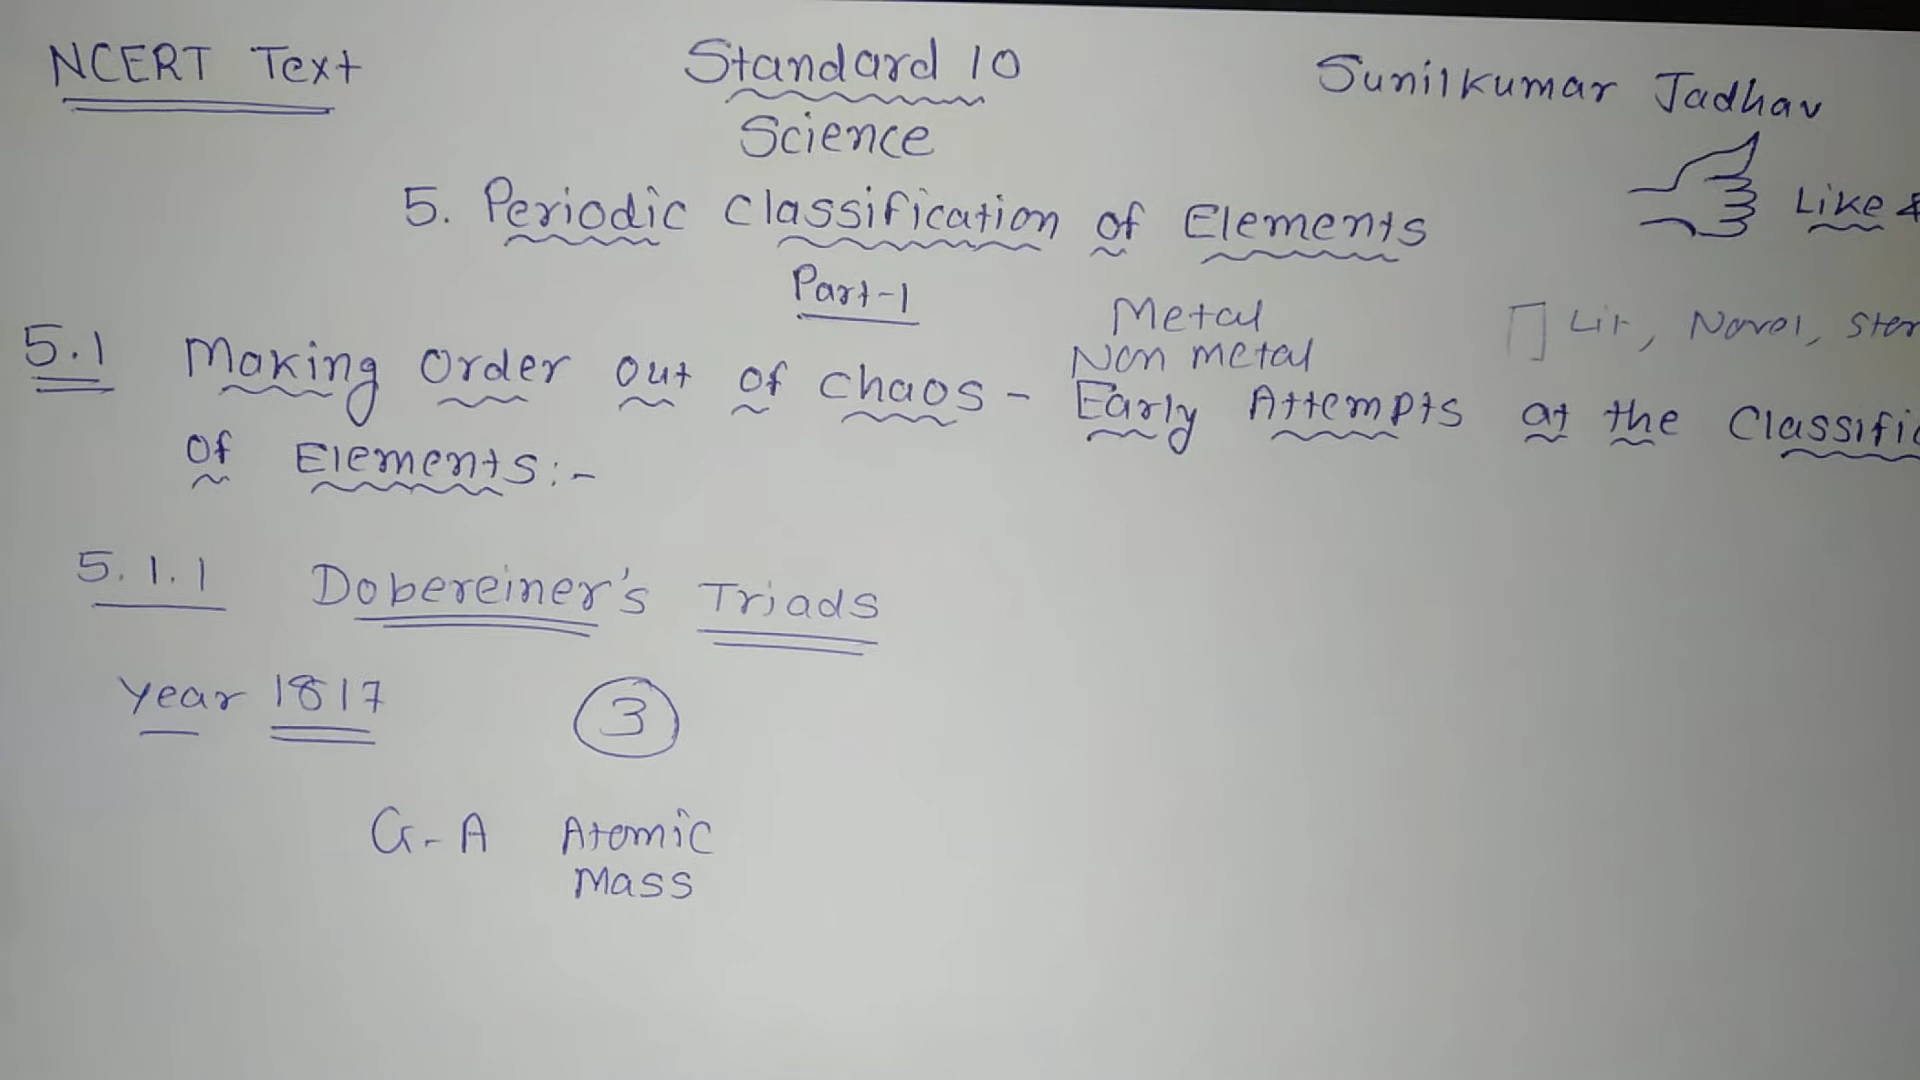 NCERT Text
Standard 10
Sunilkumar Jadhav
Science
Like &
5. Periodic Classification of Elements
Part-1
Metal
Non metal
Lit, Novel,
5.1 Making Order out of chaos - Early Attempts at the
of Elements:-
5.1.1 Dobereiner's Triads
Year 1817
3
G-A Atomic
Mass